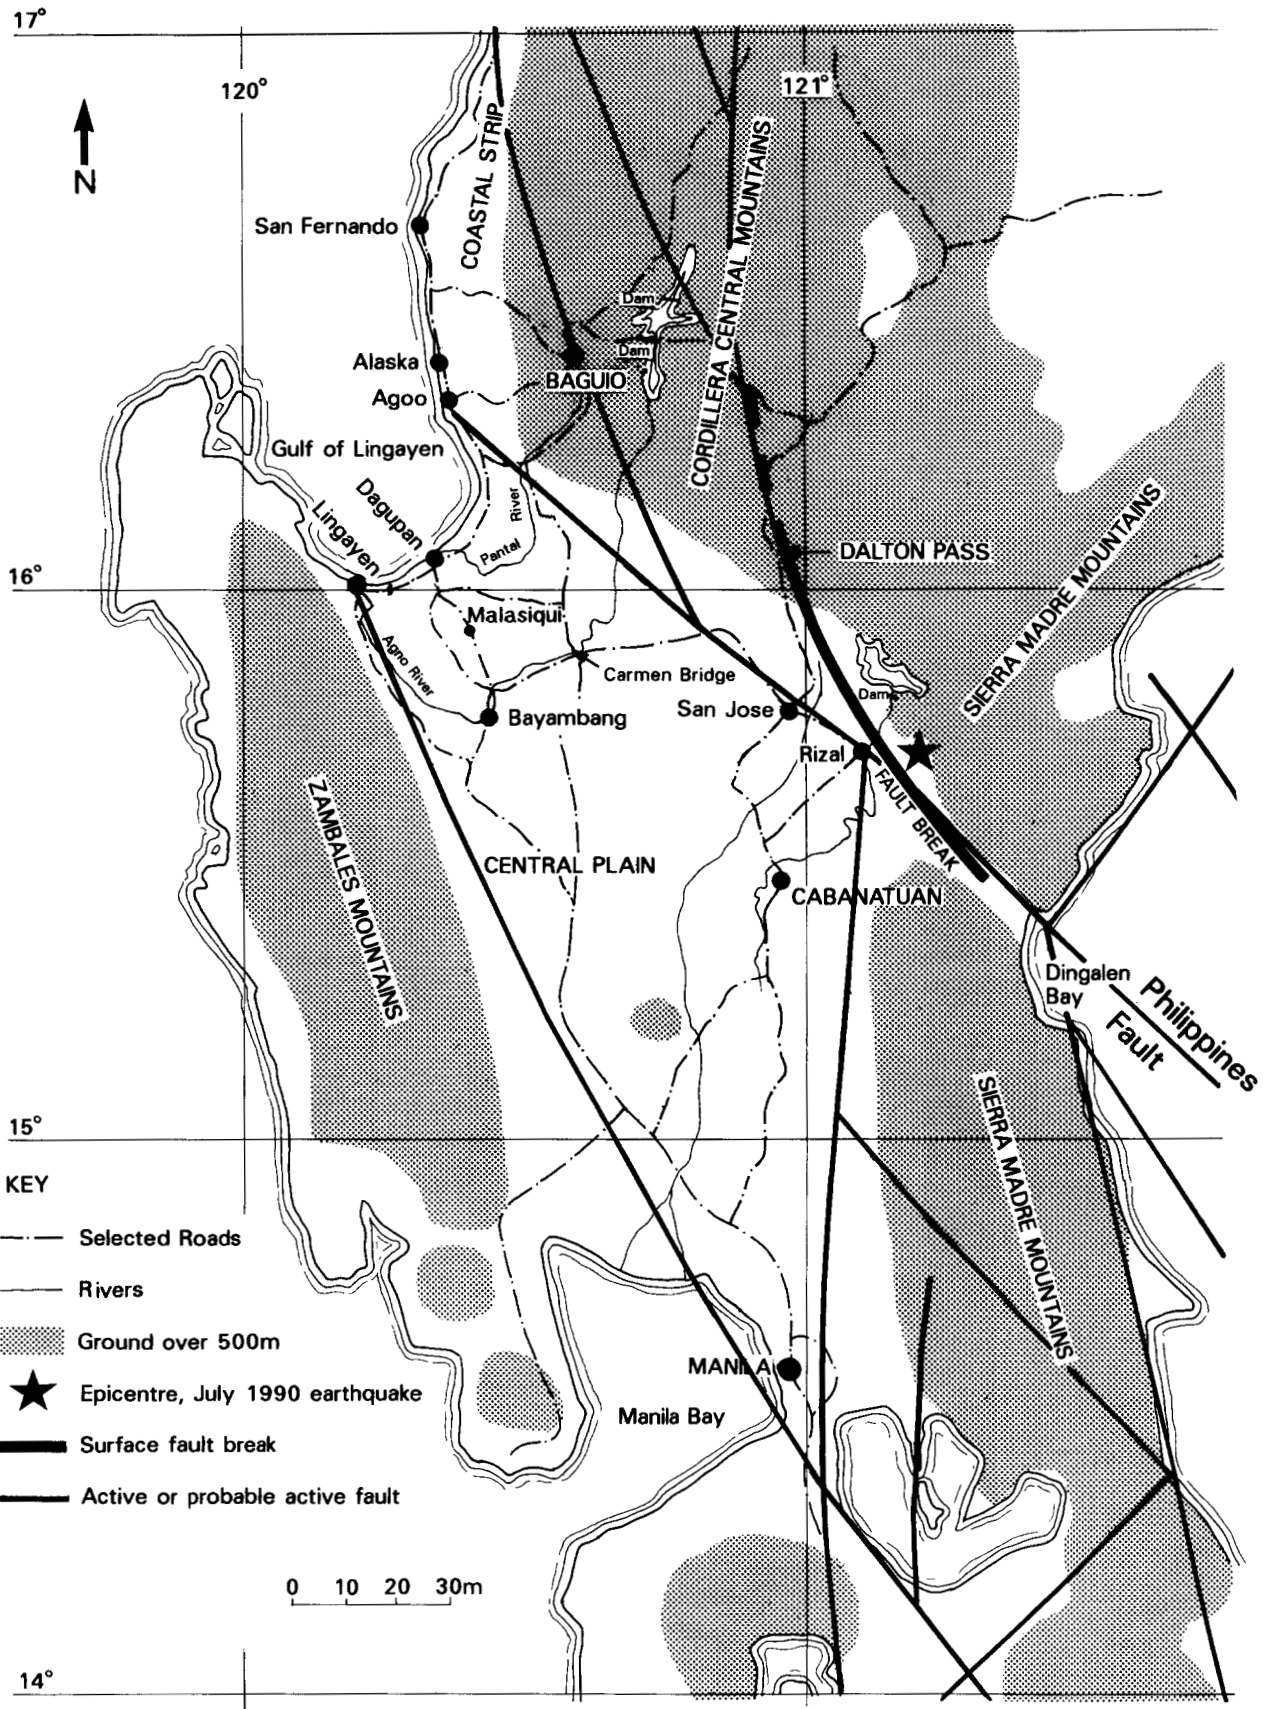 17°
120°
121°
N
COASTAL STRIP
San Fernando
CORDILLERA CENTRAL MOUNTAINS
Dam
Dam
Alaska
BAGUIO
Agoo
Gulf of Lingayen
Dagupan
Lingayen
River
Pantal
SIERRA MADRE MOUNTAINS
DALTON PASS
16°
Malasiqui
Agno River
Carmen Bridge
Dam
San Jose
Bayambang
Rizal
FAULT BREAK
ZAMBALES MOUNTAINS
CENTRAL PLAIN
CABANATUAN
Dingalen
Bay
Philippines
Fault
SIERRA MADRE MOUNTAINS
15°
KEY
Selected Roads
Rivers
Ground over 500m
Epicentre, July 1990 earthquake
Surface fault break
Active or probable active fault
MANILA
Manila Bay
0 10 20 30m
14°